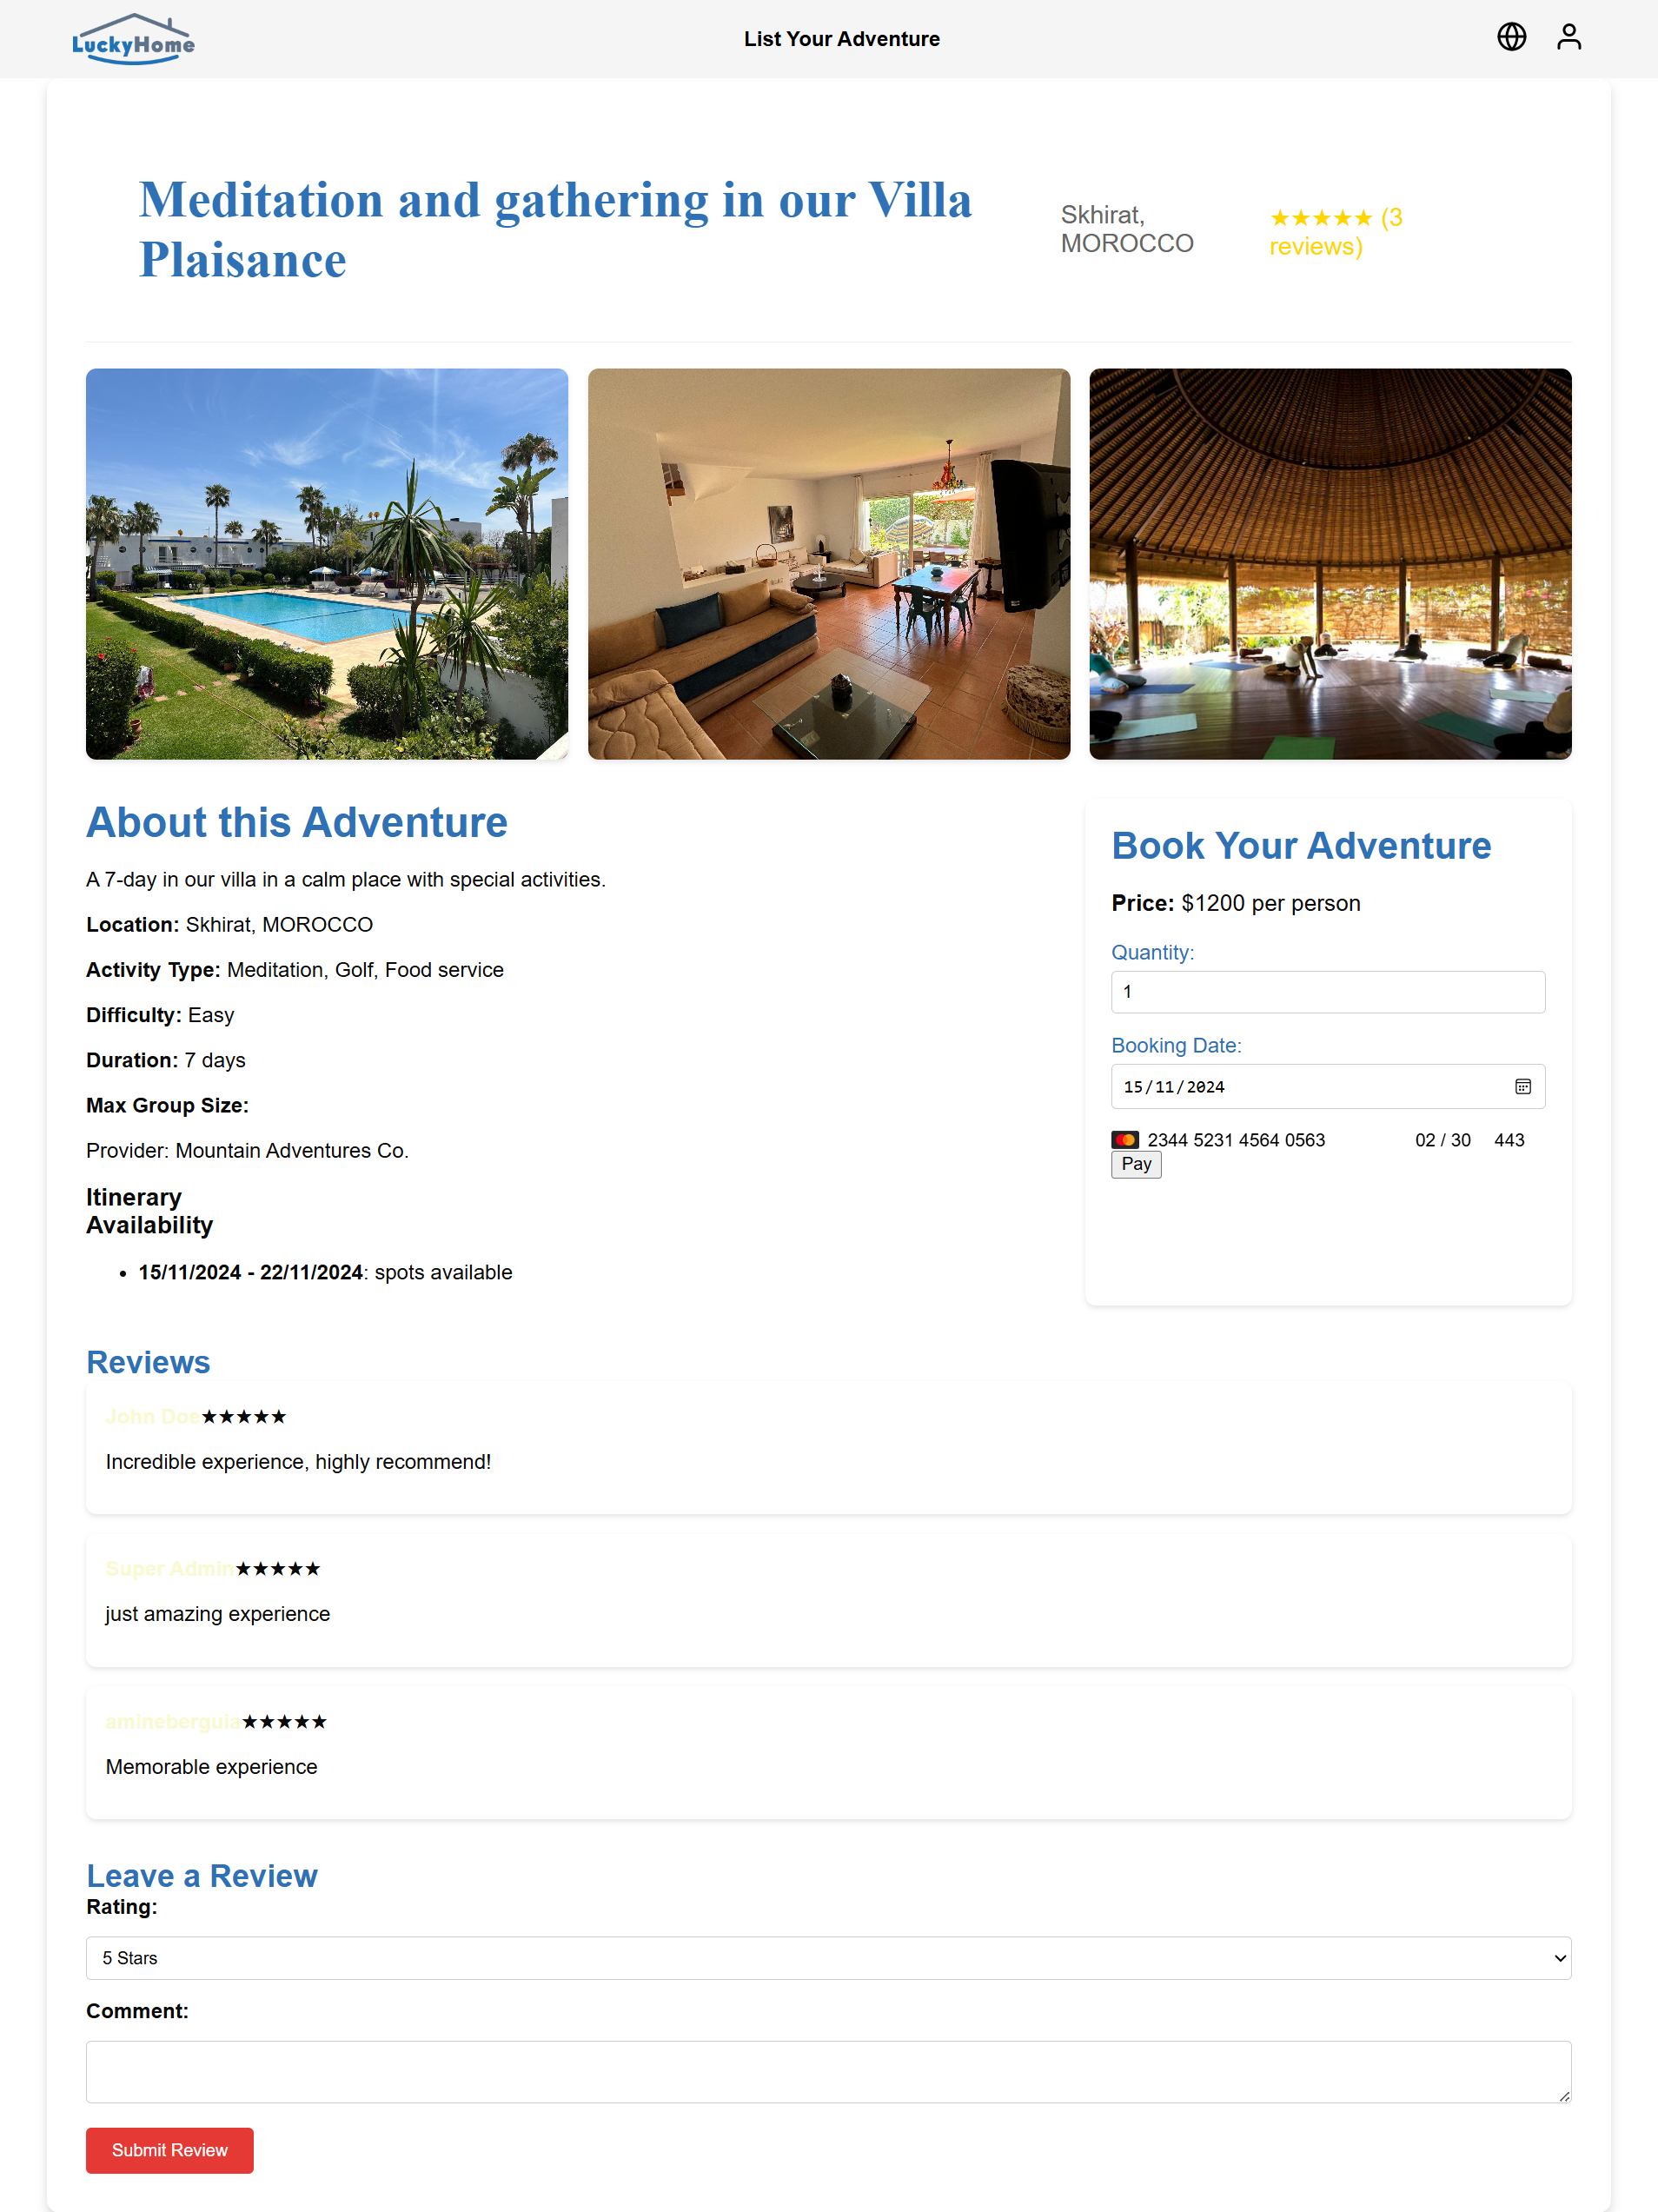 LuckyHome
List Your Adventure
Meditation and gathering in our Villa
Plaisance
Skhirat,
MOROCCO
★★★★★ (3
reviews)
About this Adventure
A 7-day in our villa in a calm place with special activities.
Location: Skhirat, MOROCCO
Activity Type: Meditation, Golf, Food service
Difficulty: Easy
Duration: 7 days
Max Group Size:
Provider: Mountain Adventures Co.
Itinerary
Availability
• 15/11/2024 - 22/11/2024: spots available
Book Your Adventure
Price: $1200 per person
Quantity:
1
Booking Date:
15/11/2024
2344 5231 4564 0563 02 / 30 443
Pay
Reviews
John Doe★★★★★
Incredible experience, highly recommend!
Super Admin★★★★★
just amazing experience
aminebergula★★★★★
Memorable experience
Leave a Review
Rating:
5 Stars
Comment:
Submit Review